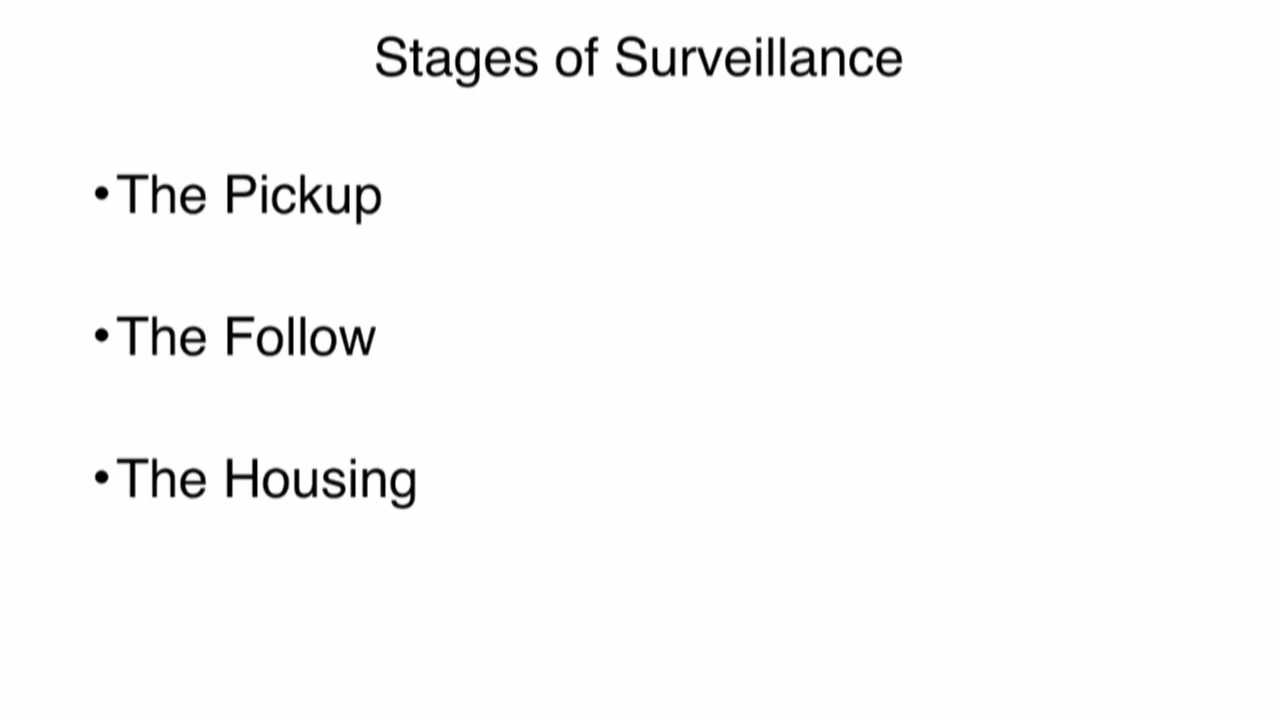 Stages of Surveillance
•The Pickup
•The Follow
•The Housing